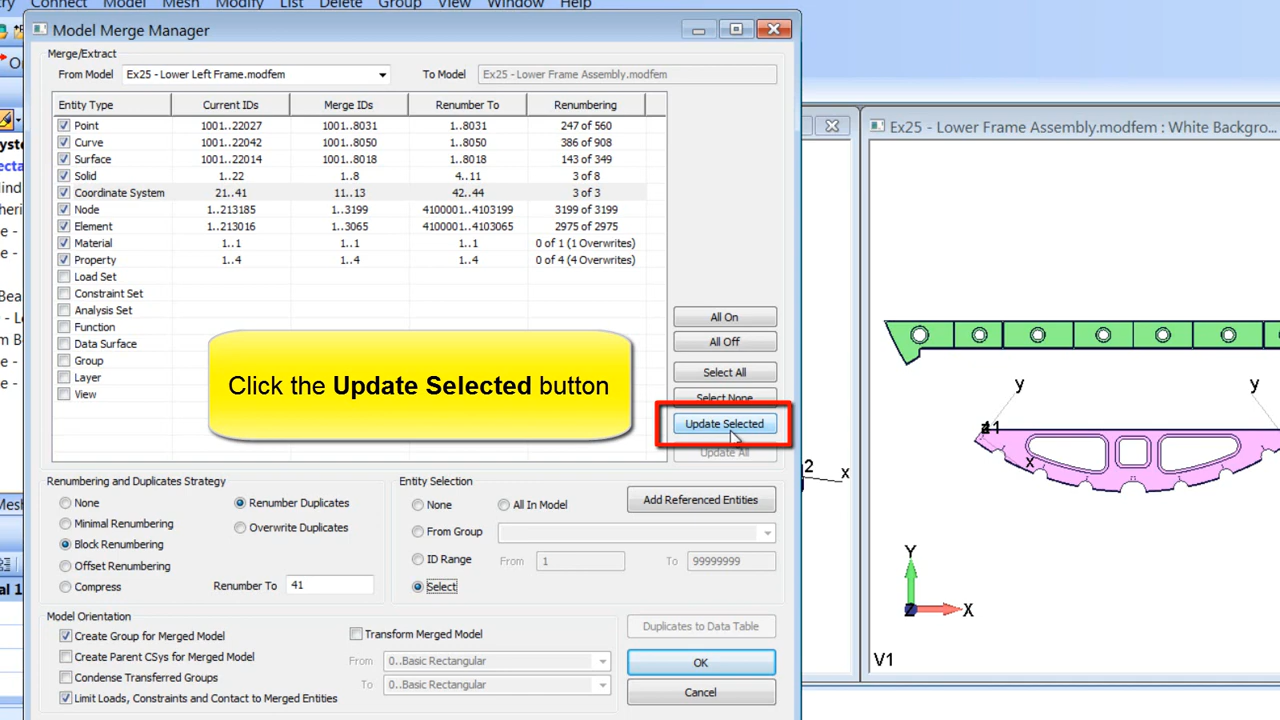 Connect Model Mesh Modify List Delete Group View Window Help
Model Merge Manager
Merge/Extract
From Model Ex25 - Lower Left Frame.modfem To Model Ex25 - Lower Frame Assembly.modfem
Entity Type Current IDs Merge IDs Renumber To Renumbering
Point 1001..22027 1001..8031 1..8031 247 of 560
Curve 1001..22042 1001..8050 1..8050 386 of 908
Surface 1001..22014 1001..8018 1..8018 143 of 349
Solid 1..22 1..8 4..11 3 of 8
Coordinate System 21..41 11..13 42..44 3 of 3
Node 1..213185 1..3199 4100001..4103199 3199 of 3199
Element 1..213016 1..3065 4100001..4103065 2975 of 2975
Material 1..1 1..1 1..1 0 of 1 (1 Overwrites)
Property 1..4 1..4 1..4 0 of 4 (4 Overwrites)
Load Set
Constraint Set
Analysis Set
Function
Data Surface
Group
Layer
View
Click the Update Selected button
All On
All Off
Select All
Select None
Update Selected
Update All
Renumbering and Duplicates Strategy
None
Renumber Duplicates
Minimal Renumbering
Overwrite Duplicates
Block Renumbering
Offset Renumbering
Compress
Renumber To 41
Entity Selection
None
All In Model
Add Referenced Entities
From Group
ID Range From 1 To 99999999
Select
Model Orientation
Create Group for Merged Model
Transform Merged Model
Duplicates to Data Table
Create Parent CSys for Merged Model
From 0..Basic Rectangular
OK
Condense Transferred Groups
To 0..Basic Rectangular
Limit Loads, Constraints and Contact to Merged Entities
Cancel
Ex25 - Lower Frame Assembly.modfem : White Backgro...
y
y
x
2
x
Y
X
Z
V1